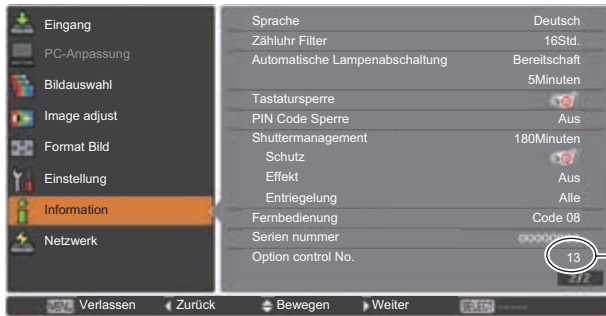 Eingang
PC-Anpassung
Bildauswahl
Image adjust
Format Bild
Einstellung
Information
Netzwerk
Sprache Deutsch
Zähluhr Filter 16Std.
Automatische Lampenabschaltung Bereitschaft
5Minuten
Tastatursperre
PIN Code Sperre Aus
Shuttermanagement 180Minuten
Schutz
Effekt Aus
Entriegelung Alle
Fernbedienung Code 08
Serien nummer
Option control No. 13
2/2
MENU Verlassen Zurück Bewegen Weiter SELECT